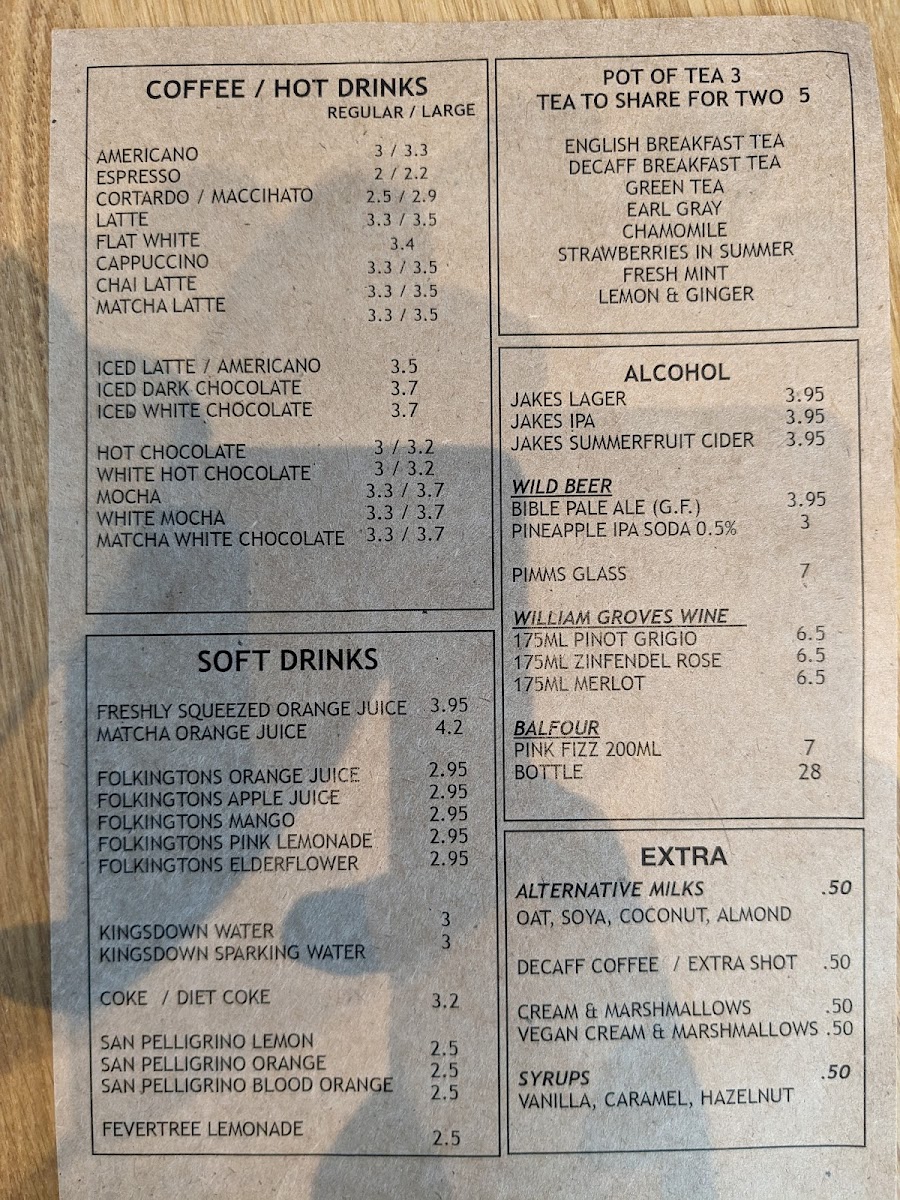 COFFEE / HOT DRINKS
REGULAR / LARGE
AMERICANO 3 / 3.3
ESPRESSO 2 / 2.2
CORTARDO / MACCIHATO 2.5 / 2.9
LATTE 3.3 / 3.5
FLAT WHITE 3.4
CAPPUCCINO 3.3 / 3.5
CHAI LATTE 3.3 / 3.5
MATCHA LATTE 3.3 / 3.5
ICED LATTE / AMERICANO 3.5
ICED DARK CHOCOLATE 3.7
ICED WHITE CHOCOLATE 3.7
HOT CHOCOLATE 3 / 3.2
WHITE HOT CHOCOLATE 3 / 3.2
MOCHA 3.3 / 3.7
WHITE MOCHA 3.3 / 3.7
MATCHA WHITE CHOCOLATE 3.3 / 3.7
SOFT DRINKS
FRESHLY SQUEEZED ORANGE JUICE 3.95
MATCHA ORANGE JUICE 4.2
FOLKINGTONS ORANGE JUICE 2.95
FOLKINGTONS APPLE JUICE 2.95
FOLKINGTONS MANGO 2.95
FOLKINGTONS PINK LEMONADE 2.95
FOLKINGTONS ELDERFLOWER 2.95
KINGSDOWN WATER 3
KINGSDOWN SPARKING WATER 3
COKE / DIET COKE 3.2
SAN PELLIGRINO LEMON 2.5
SAN PELLIGRINO ORANGE 2.5
SAN PELLIGRINO BLOOD ORANGE 2.5
FEVERTREE LEMONADE 2.5
POT OF TEA 3
TEA TO SHARE FOR TWO 5
ENGLISH BREAKFAST TEA
DECAFF BREAKFAST TEA
GREEN TEA
EARL GRAY
CHAMOMILE
STRAWBERRIES IN SUMMER
FRESH MINT
LEMON & GINGER
ALCOHOL
JAKES LAGER 3.95
JAKES IPA 3.95
JAKES SUMMERFRUIT CIDER 3.95
WILD BEER
BIBLE PALE ALE (G.F.) 3.95
PINEAPPLE IPA SODA 0.5% 3
PIMMS GLASS 7
WILLIAM GROVES WINE
175ML PINOT GRIGIO 6.5
175ML ZINFENDEL ROSE 6.5
175ML MERLOT 6.5
BALFOUR
PINK FIZZ 200ML 7
BOTTLE 28
EXTRA
ALTERNATIVE MILKS .50
OAT, SOYA, COCONUT, ALMOND
DECAFF COFFEE / EXTRA SHOT .50
CREAM & MARSHMALLOWS .50
VEGAN CREAM & MARSHMALLOWS .50
SYRUPS .50
VANILLA, CARAMEL, HAZELNUT